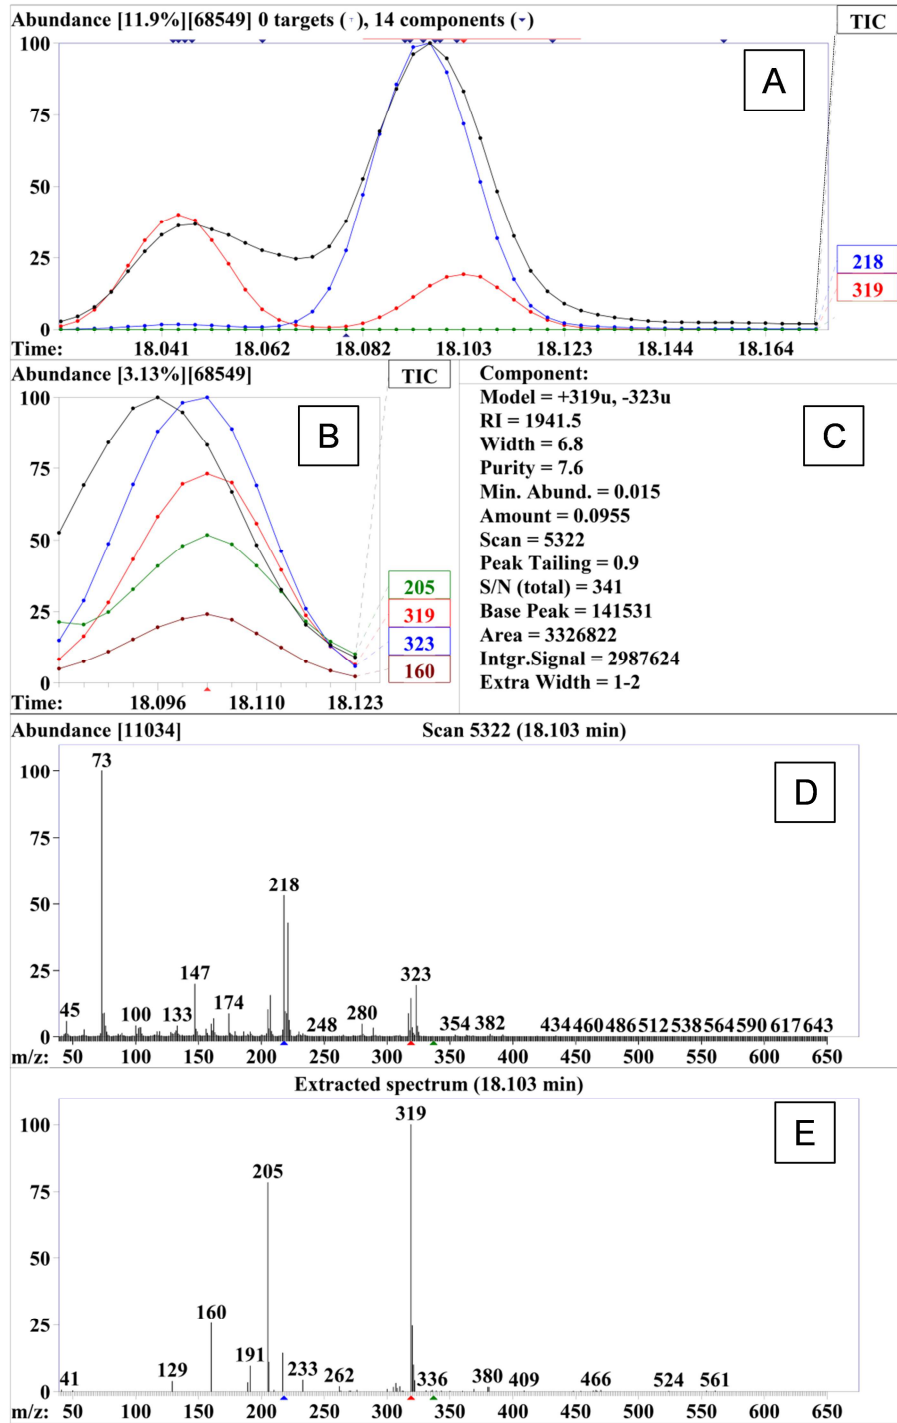 Abundance [11.9%][68549] 0 targets (+), 14 components (▾)
TIC
A
100
75
50
25
0
218
319
Time: 18.041 18.062 18.082 18.103 18.123 18.144 18.164
Abundance [3.13%][68549]
TIC
B
100
75
50
25
0
205
319
323
160
Time: 18.096 18.110 18.123
Component:
Model = +319u, -323u
RI = 1941.5
Width = 6.8
Purity = 7.6
Min. Abund. = 0.015
Amount = 0.0955
Scan = 5322
Peak Tailing = 0.9
S/N (total) = 341
Base Peak = 141531
Area = 3326822
Intgr.Signal = 2987624
Extra Width = 1-2
C
Abundance [11034] Scan 5322 (18.103 min)
D
100
75
50
25
0
73
218
147
323
45 100 133 174 248 280 354 382 434 460 486 512 538 564 590 617 643
m/z: 50 100 150 200 250 300 350 400 450 500 550 600 650
Extracted spectrum (18.103 min)
E
100
75
50
25
0
319
205
160
191
41 129 233 262 336 380 409 466 524 561
m/z: 50 100 150 200 250 300 350 400 450 500 550 600 650